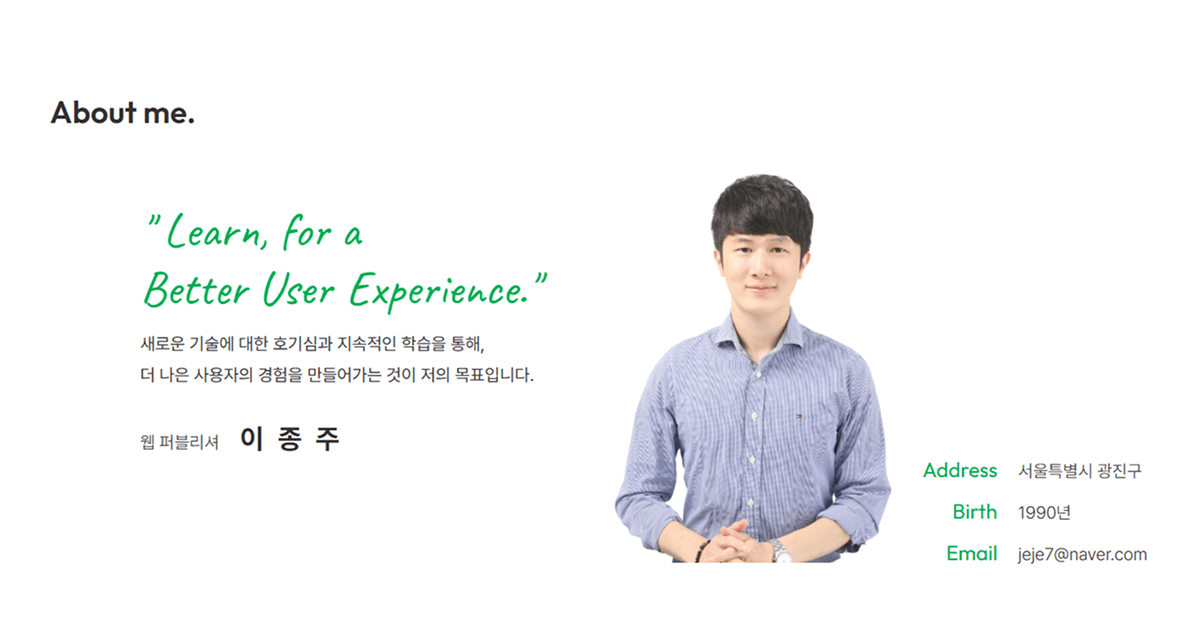 About me.
" Learn, for a
Better User Experience."
새로운 기술에 대한 호기심과 지속적인 학습을 통해,
더 나은 사용자의 경험을 만들어가는 것이 저의 목표입니다.
웹 퍼블리셔 이 종 주
Address 서울특별시 광진구
Birth 1990년
Email jeje7@naver.com